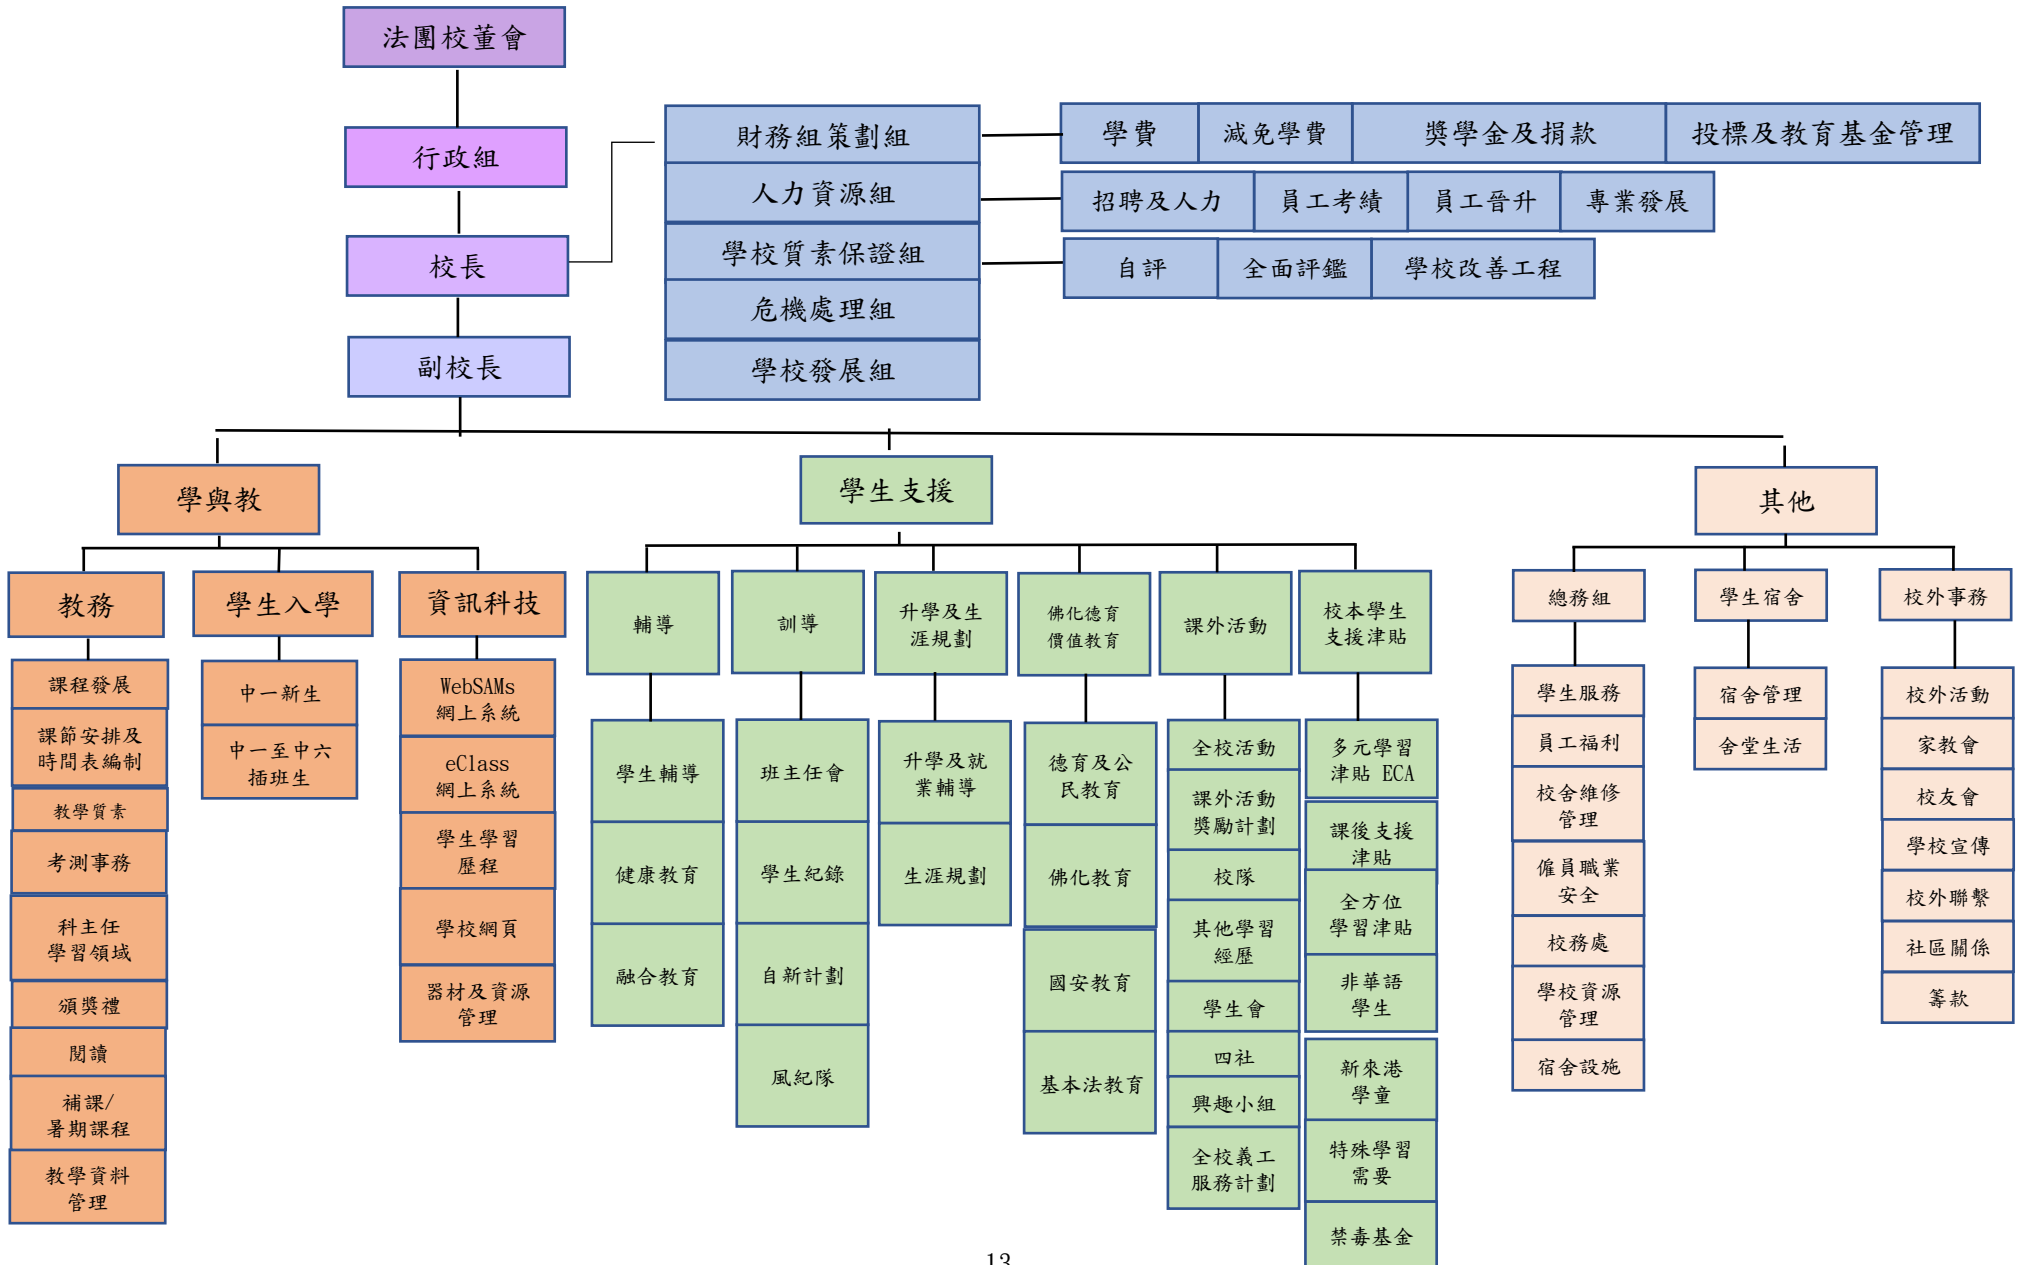 法團校董會
行政組
校長
副校長
財務組策劃組
人力資源組
學校質素保證組
危機處理組
學校發展組
學費
減免學費
獎學金及捐款
投標及教育基金管理
招聘及人力
員工考績
員工晉升
專業發展
自評
全面評鑑
學校改善工程
學與教
教務
課程發展
課節安排及
時間表編制
教學質素
考測事務
科主任
學習領域
頒獎禮
閱讀
補課/
暑期課程
教學資料
管理
學生入學
中一新生
中一至中六
插班生
資訊科技
WebSAMs
網上系統
eClass
網上系統
學生學習
歷程
學校網頁
器材及資源
管理
學生支援
輔導
學生輔導
健康教育
融合教育
訓導
班主任會
學生紀錄
自新計劃
風紀隊
升學及生
涯規劃
升學及就
業輔導
生涯規劃
佛化德育
價值教育
德育及公
民教育
佛化教育
國安教育
基本法教育
課外活動
全校活動
課外活動
獎勵計劃
校隊
其他學習
經歷
學生會
四社
興趣小組
全校義工
服務計劃
校本學生
支援津貼
多元學習
津貼 ECA
課後支援
津貼
全方位
學習津貼
非華語
學生
新來港
學童
特殊學習
需要
禁毒基金
其他
總務組
學生服務
員工福利
校舍維修
管理
僱員職業
安全
校務處
學校資源
管理
宿舍設施
學生宿舍
宿舍管理
舍堂生活
校外事務
校外活動
家教會
校友會
學校宣傳
校外聯繫
社區關係
籌款
13